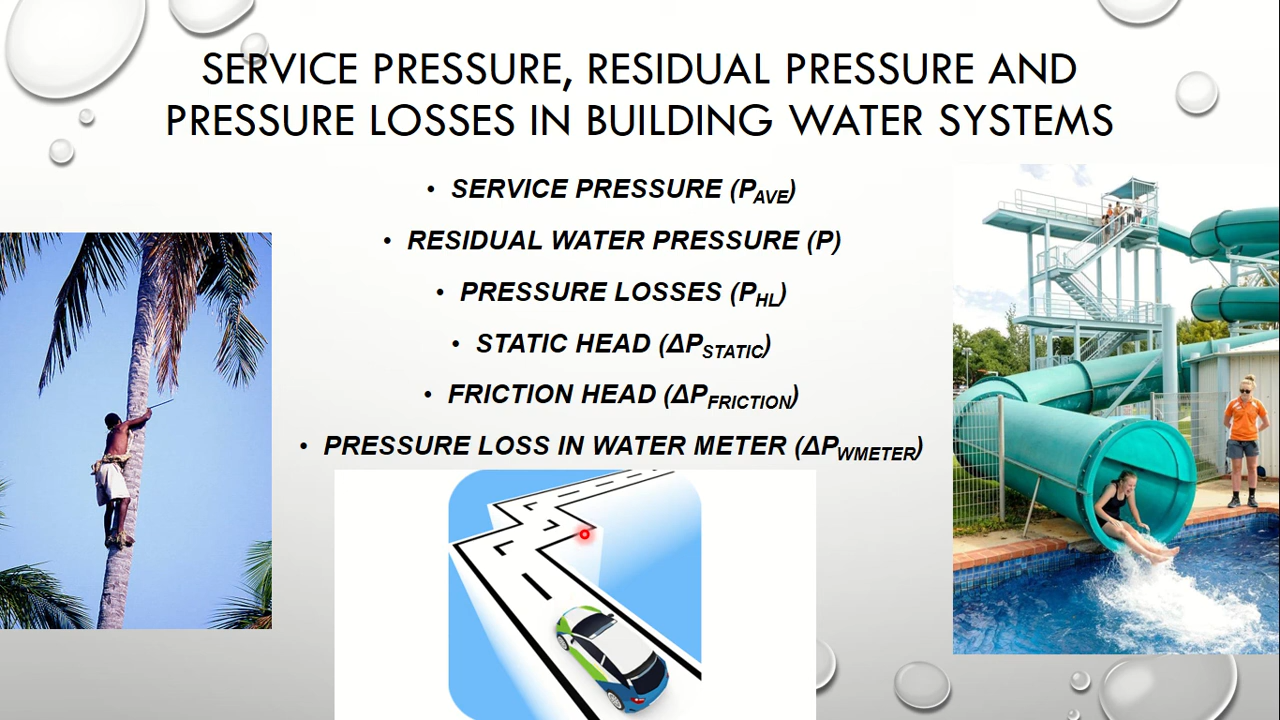 SERVICE PRESSURE, RESIDUAL PRESSURE AND
PRESSURE LOSSES IN BUILDING WATER SYSTEMS
• SERVICE PRESSURE (PAVE)
• RESIDUAL WATER PRESSURE (P)
• PRESSURE LOSSES (PHL)
• STATIC HEAD (ΔPSTATIC)
• FRICTION HEAD (ΔPFRICTION)
• PRESSURE LOSS IN WATER METER (ΔPWMETER)